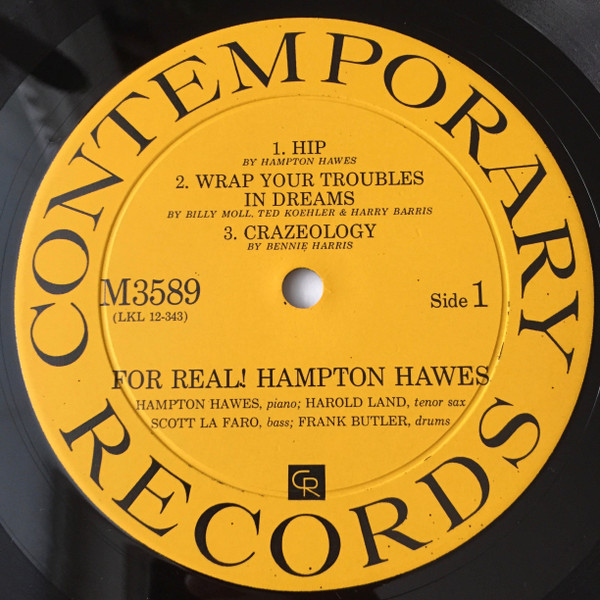 CONTEMPORARY
1. HIP
BY HAMPTON HAWES
2. WRAP YOUR TROUBLES
IN DREAMS
BY BILLY MOLL, TED KOEHLER & HARRY BARRIS
3. CRAZEOLOGY
BY BENNIE HARRIS
M3589
(LKL 12-343)
Side 1
FOR REAL! HAMPTON HAWES
HAMPTON HAWES, piano; HAROLD LAND, tenor sax
SCOTT LA FARO, bass; FRANK BUTLER, drums
CR
RECORDS